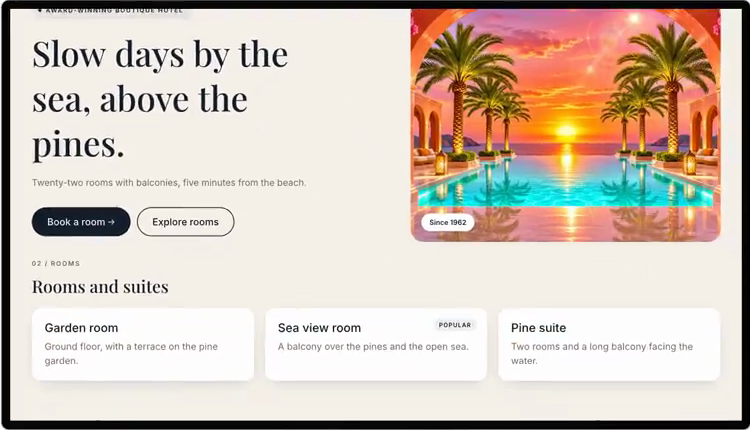 AWARD-WINNING BOUTIQUE HOTEL
Slow days by the
sea, above the
pines.
Twenty-two rooms with balconies, five minutes from the beach.
Book a room →
Explore rooms
Since 1962
02 / ROOMS
Rooms and suites
Garden room
Ground floor, with a terrace on the pine
garden.
Sea view room
POPULAR
A balcony over the pines and the open sea.
Pine suite
Two rooms and a long balcony facing the
water.